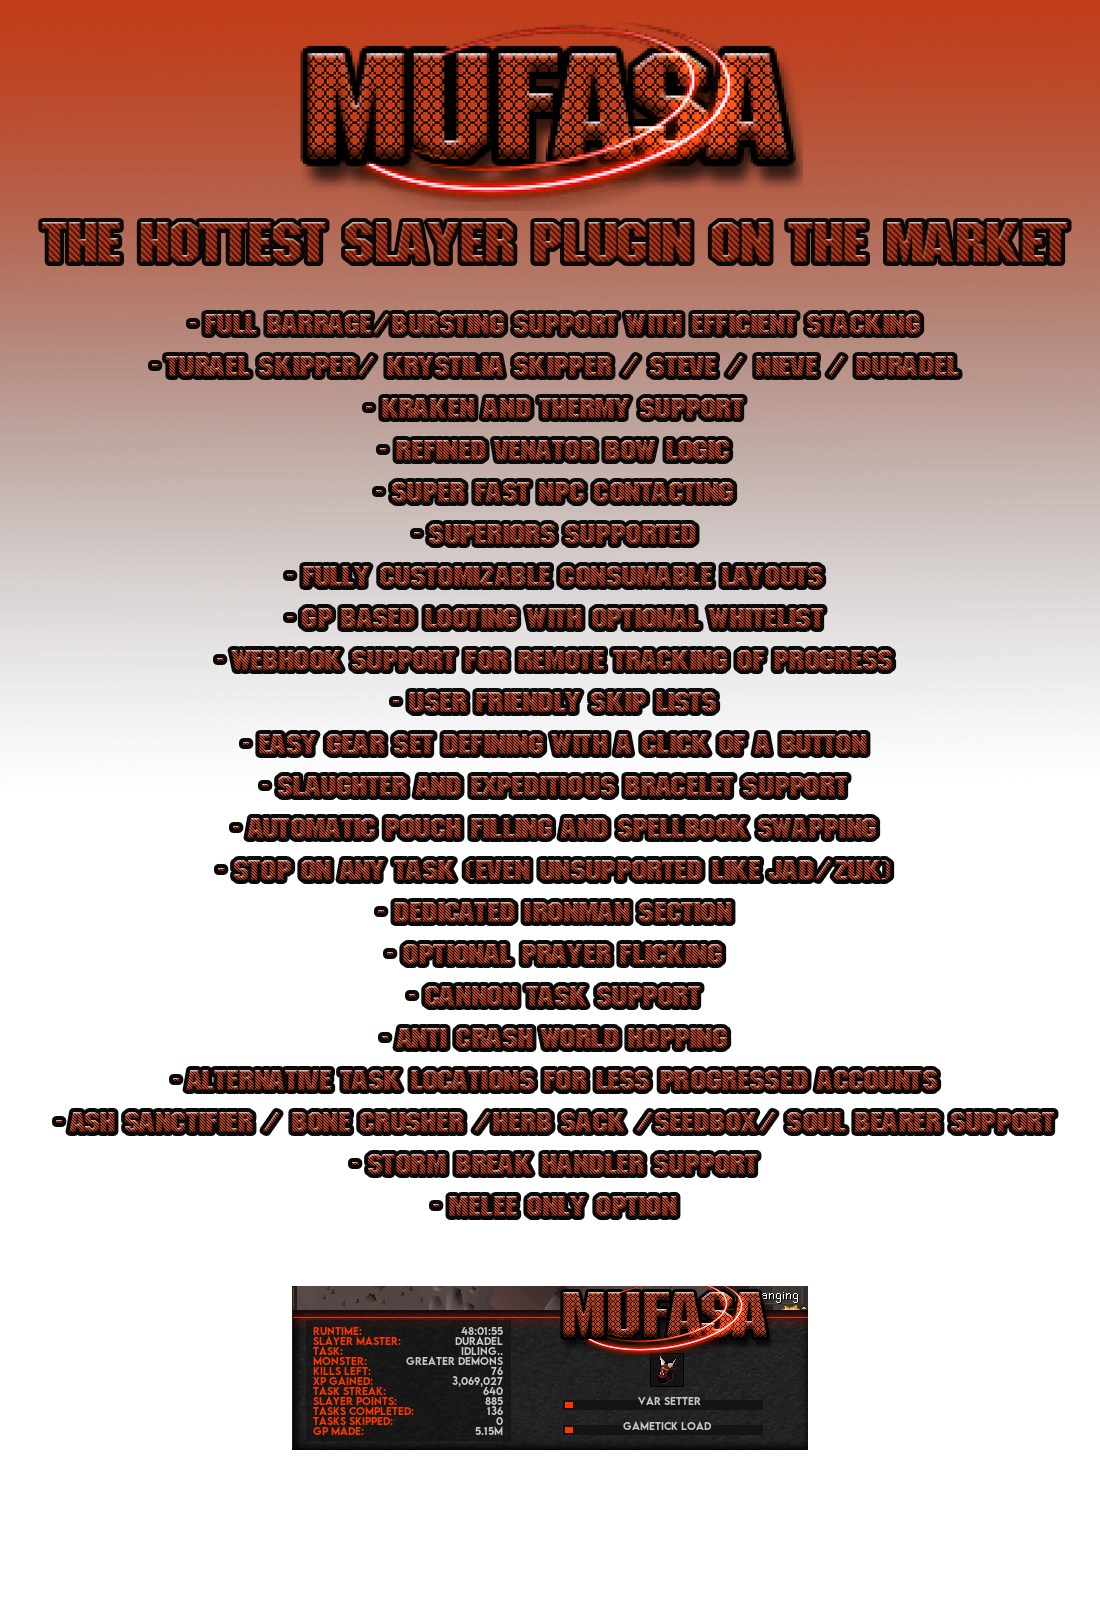 MUFASA
THE HOTTEST SLAYER PLUGIN ON THE MARKET
- FULL BARRAGE/BURSTING SUPPORT WITH EFFICIENT STACKING
- TURAEL SKIPPER/ KRYSTILIA SKIPPER / STEVE / NIEVE / DURADEL
- KRAKEN AND THERMY SUPPORT
- REFINED VENATOR BOW LOGIC
- SUPER FAST NPC CONTACTING
- SUPERIORS SUPPORTED
- FULLY CUSTOMIZABLE CONSUMABLE LAYOUTS
- GP BASED LOOTING WITH OPTIONAL WHITELIST
- WEBHOOK SUPPORT FOR REMOTE TRACKING OF PROGRESS
- USER FRIENDLY SKIP LISTS
- EASY GEAR SET DEFINING WITH A CLICK OF A BUTTON
- SLAUGHTER AND EXPEDITIOUS BRACELET SUPPORT
- AUTOMATIC POUCH FILLING AND SPELLBOOK SWAPPING
- STOP ON ANY TASK (EVEN UNSUPPORTED LIKE JAD/ZUK)
- DEDICATED IRONMAN SECTION
- OPTIONAL PRAYER FLICKING
- CANNON TASK SUPPORT
- ANTI CRASH WORLD HOPPING
- ALTERNATIVE TASK LOCATIONS FOR LESS PROGRESSED ACCOUNTS
- ASH SANCTIFIER / BONE CRUSHER /HERB SACK /SEEDBOX/ SOUL BEARER SUPPORT
- STORM BREAK HANDLER SUPPORT
- MELEE ONLY OPTION
anging
MUFASA
RUNTIME: 48:01:55
SLAYER MASTER: DURADEL
TASK: IDLING..
MONSTER: GREATER DEMONS
KILLS LEFT: 76
XP GAINED: 3,069,027
TASK STREAK: 640
SLAYER POINTS: 885
TASKS COMPLETED: 136
TASKS SKIPPED: 0
GP MADE: 5.15M
VAR SETTER
GAMETICK LOAD